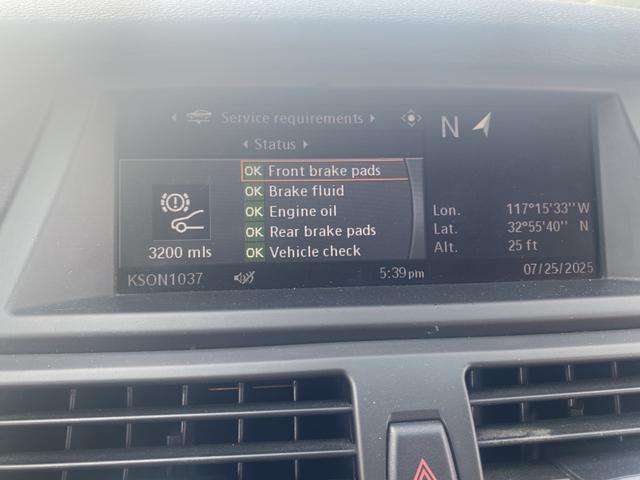 Service requirements
Status
OK Front brake pads
OK Brake fluid
OK Engine oil
OK Rear brake pads
OK Vehicle check
3200 mls
KSON1037
5:39 pm
N
Lon. 117°15'33" W
Lat. 32°55'40" N
Alt. 25 ft
07/25/2025